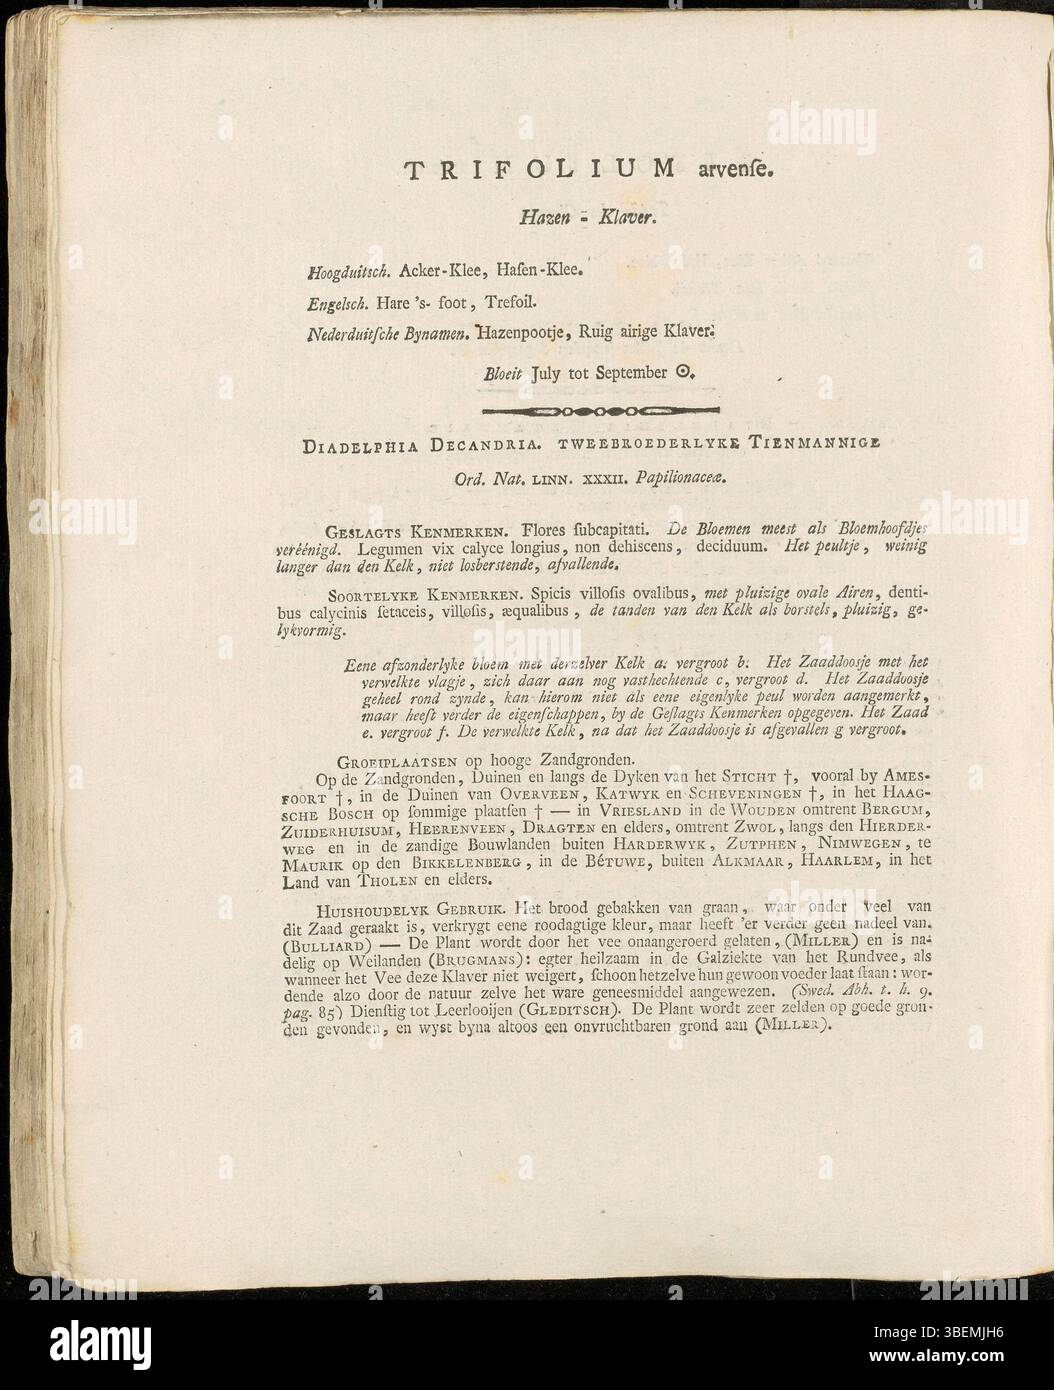 TRIFOLIUM arvenſe.
Hazen - Klaver.
Hoogduitsch. Acker-Klee, Haſen-Klee.
Engelsch. Hare 's- foot, Trefoil.
Nederduitſche Bynamen. Hazenpootje, Ruig airige Klaver.
Bloeit July tot September ☉.
DIADELPHIA DECANDRIA. TWEEBROEDERLYKE TIENMANNIGE
Ord. Nat. LINN. XXXII. Papilionaceæ.
GESLAGTS KENMERKEN. Flores ſubcapitati. De Bloemen meest als Bloemhoofdjes
veréénigd. Legumen vix calyce longius, non dehiscens, deciduum. Het peultje, weinig
langer dan den Kelk, niet losberstende, afvallende.
SOORTELYKE KENMERKEN. Spicis villoſis ovalibus, met pluizige ovale Airen, denti-
bus calycinis ſetaceis, villoſis, æqualibus, de tanden van den Kelk als borstels, pluizig, ge-
lykvormig.
Eene afzonderlyke bloem met derzelver Kelk a. vergroot b. Het Zaaddoosje met het
verwelkte vlagje, zich daar aan nog vasthechtende c, vergroot d. Het Zaaddoosje
geheel rond zynde, kan hierom niet als eene eigenlyke peul worden aangemerkt,
maar heeft verder de eigenſchappen, by de Geſlagts Kenmerken opgegeven. Het Zaad
e. vergroot f. De verwelkte Kelk, na dat het Zaaddoosje is afgevallen g vergroot.
GROEIPLAATSEN op hooge Zandgronden.
Op de Zandgronden, Duinen en langs de Dyken van het STICHT †, vooral by AMES-
FOORT †, in de Duinen van OVERVEEN, KATWYK en SCHEVENINGEN †, in het HAAG-
SCHE BOSCH op ſommige plaatſen † — in VRIESLAND in de WOUDEN omtrent BERGUM,
ZUIDERHUISUM, HEERENVEEN, DRAGTEN en elders, omtrent ZWOL, langs den HIERDER-
WEG en in de zandige Bouwlanden buiten HARDERWYK, ZUTPHEN, NIMWEGEN, te
MAURIK op den BIKKELENBERG, in de BÉTUWE, buiten ALKMAAR, HAARLEM, in het
Land van THOLEN en elders.
HUISHOUDELYK GEBRUIK. Het brood gebakken van graan, waar onder veel van
dit Zaad geraakt is, verkrygt eene roodagtige kleur, maar heeft 'er verder geen nadeel van.
(BULLIARD) — De Plant wordt door het vee onaangeroerd gelaten, (MILLER) en is na-
delig op Weilanden (BRUGMANS): egter heilzaam in de Galziekte van het Rundvee, als
wanneer het Vee deze Klaver niet weigert, ſchoon hetzelve hun gewoon voeder laat ſtaan: wor-
dende alzo door de natuur zelve het ware geneesmiddel aangewezen. (Swed. Abh. t. h. 9.
pag. 85) Dienſtig tot Leerlooijen (GLEDITSCH). De Plant wordt zeer zelden op goede gron-
den gevonden, en wyst byna altoos een onvruchtbaren grond aan (MILLER).
alamy
Image ID: 3BEMJH6
www.alamy.com